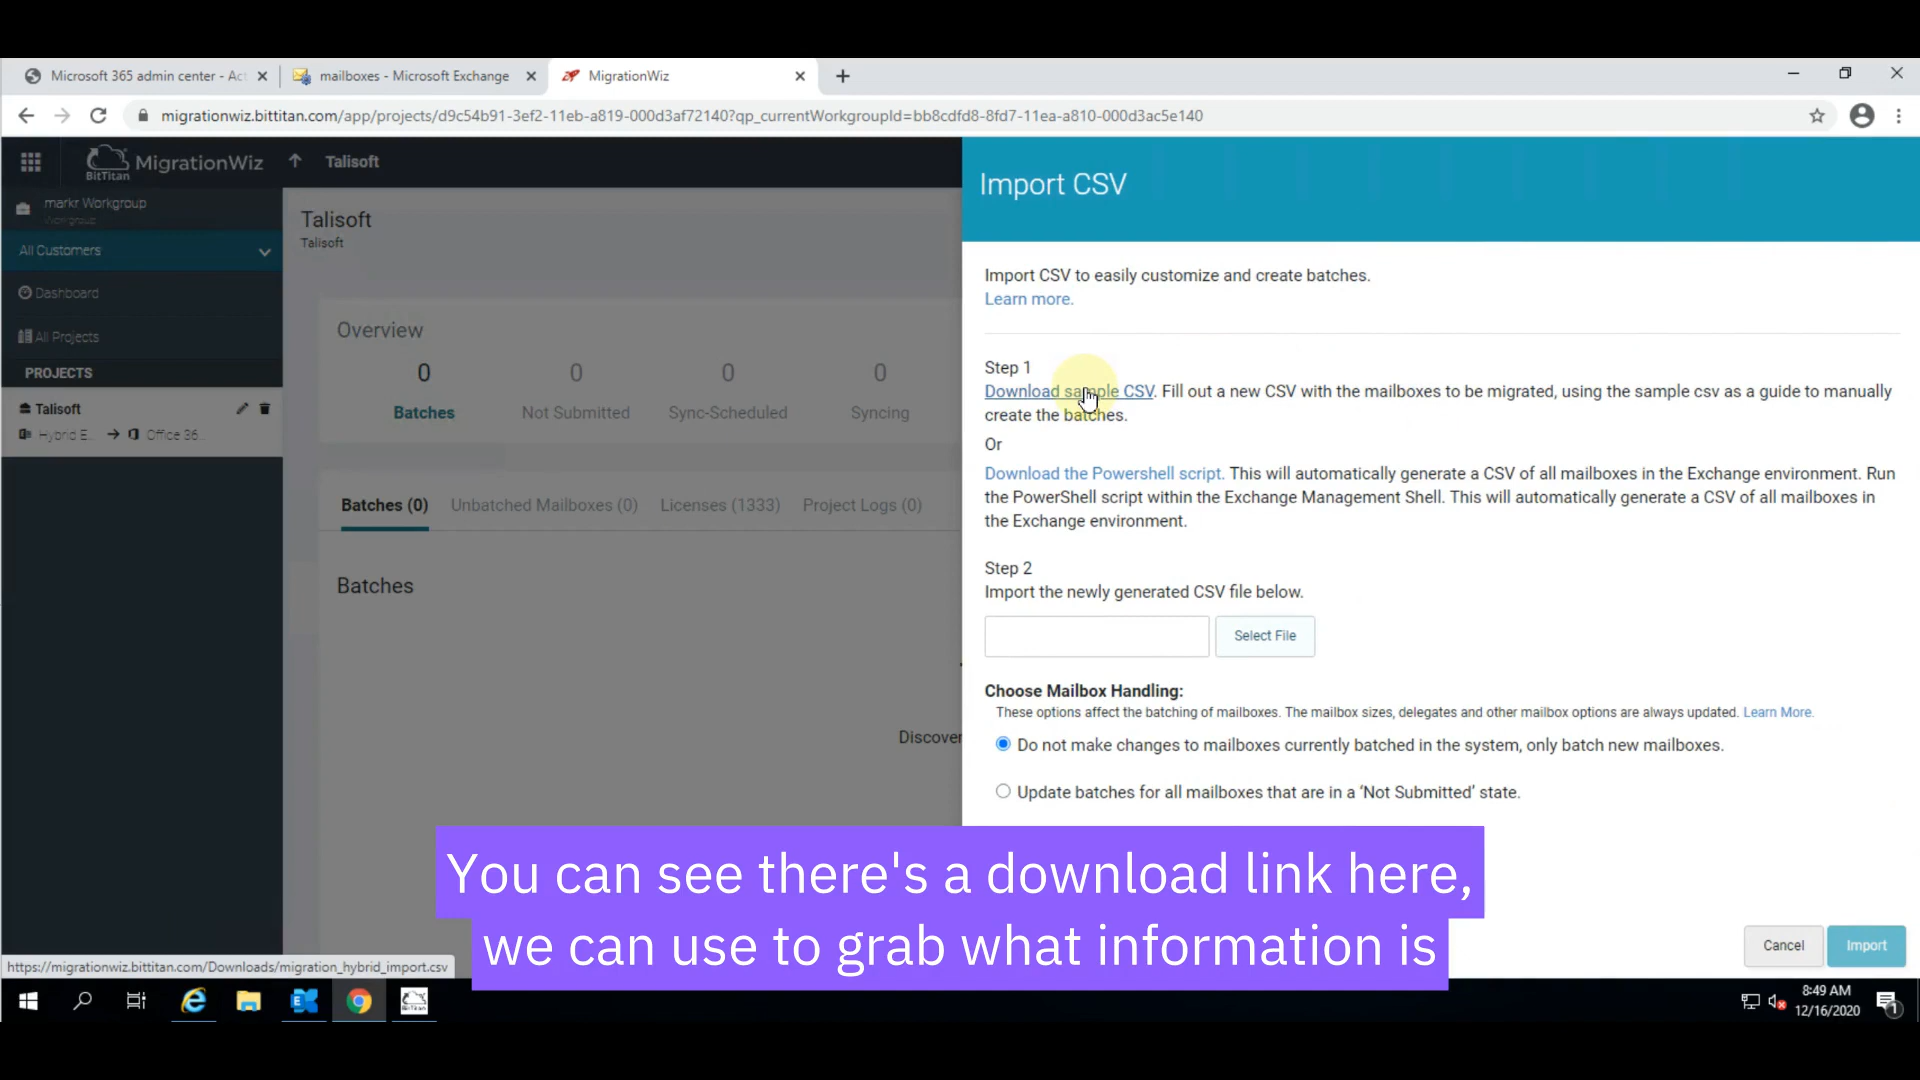 Microsoft 365 admin center - Act
mailboxes - Microsoft Exchange
MigrationWiz
migrationwiz.bittitan.com/app/projects/d9c54b91-3ef2-11eb-a819-000d3af72140?qp_currentWorkgroupId=bb8cdfd8-8fd7-11ea-a810-000d3ac5e140
BitTitan
MigrationWiz
Talisoft
Import CSV
markr Workgroup
Workgroup
All Customers
Dashboard
All Projects
PROJECTS
Talisoft
Hybrid E...
Office 36...
Talisoft
Talisoft
Overview
0 0 0 0
Batches Not Submitted Sync-Scheduled Syncing
Batches (0) Unbatched Mailboxes (0) Licenses (1333) Project Logs (0)
Batches
Discover
Import CSV to easily customize and create batches.
Learn more.
Step 1
Download sample CSV. Fill out a new CSV with the mailboxes to be migrated, using the sample csv as a guide to manually
create the batches.
Or
Download the Powershell script. This will automatically generate a CSV of all mailboxes in the Exchange environment. Run
the PowerShell script within the Exchange Management Shell. This will automatically generate a CSV of all mailboxes in
the Exchange environment.
Step 2
Import the newly generated CSV file below.
Select File
Choose Mailbox Handling:
These options affect the batching of mailboxes. The mailbox sizes, delegates and other mailbox options are always updated. Learn More.
Do not make changes to mailboxes currently batched in the system, only batch new mailboxes.
Update batches for all mailboxes that are in a ‘Not Submitted’ state.
You can see there's a download link here,
we can use to grab what information is
Cancel
Import
https://migrationwiz.bittitan.com/Downloads/migration_hybrid_import.csv
8:49 AM
12/16/2020
1